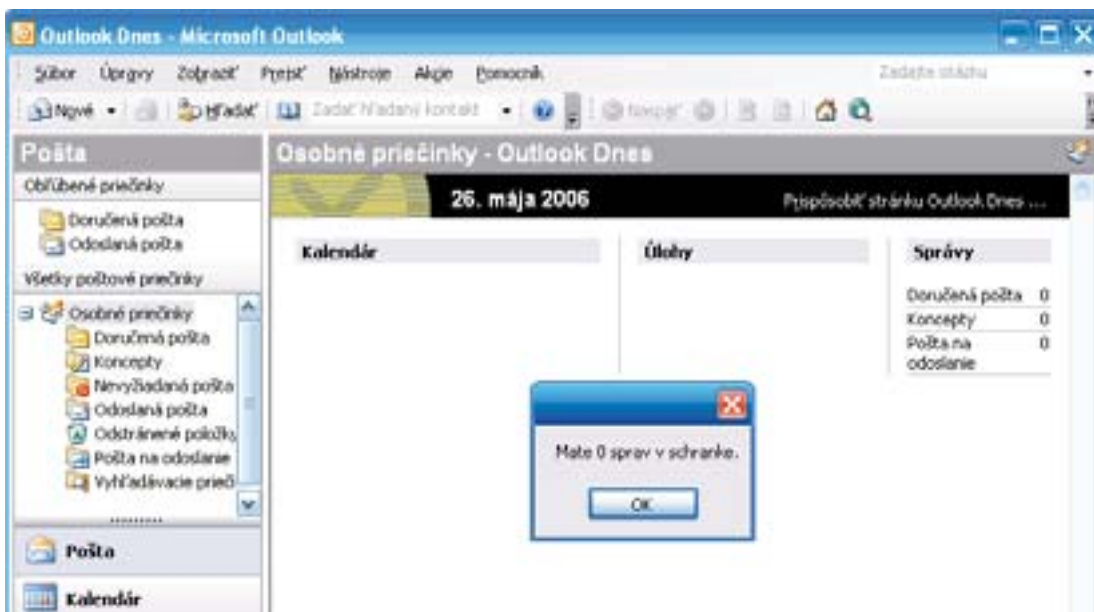 Outlook Dnes - Microsoft Outlook
Súbor Úpravy Zobraziť Prejsť Nástroje Akcie Pomocník Zadajte otázku
Nové Hľadať Zadať hľadaný kontakt Naspäť
Pošta
Osobné priečinky - Outlook Dnes
Obľúbené priečinky
Doručená pošta
Odoslaná pošta
Všetky poštové priečinky
Osobné priečinky
Doručená pošta
Koncepty
Nevyžiadaná pošta
Odoslaná pošta
Odstránené položky
Pošta na odoslanie
Vyhľadávacie prieči
Pošta
Kalendár
26. mája 2006 Prispôsobiť stránku Outlook Dnes ...
Kalendár
Úlohy
Správy
Doručená pošta 0
Koncepty 0
Pošta na 0
odoslanie
Mate 0 sprav v schranke.
OK